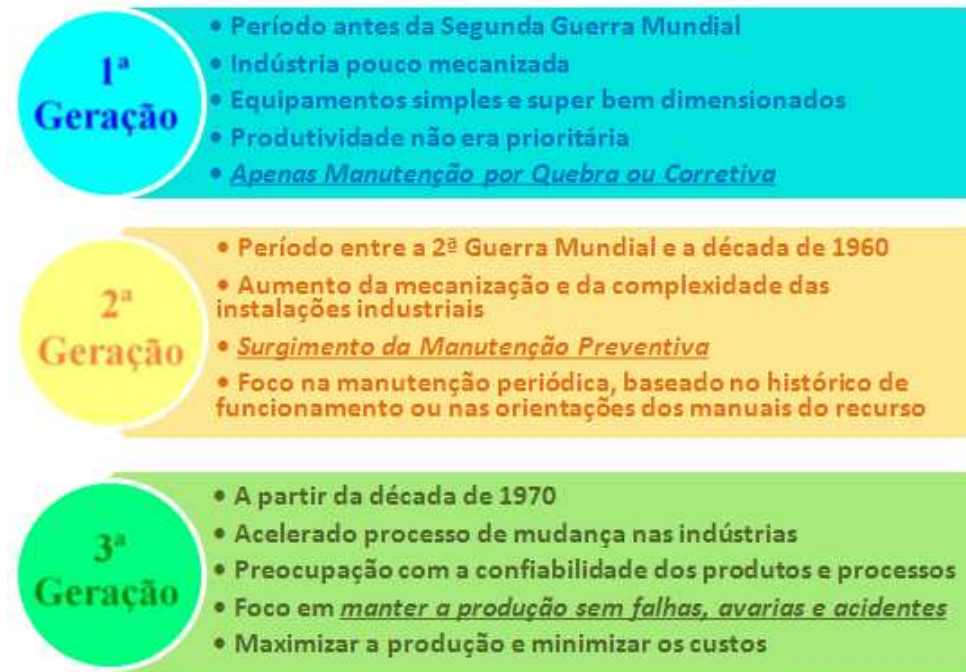 1ª
Geração
• Período antes da Segunda Guerra Mundial
• Indústria pouco mecanizada
• Equipamentos simples e super bem dimensionados
• Produtividade não era prioritária
• Apenas Manutenção por Quebra ou Corretiva
2ª
Geração
• Período entre a 2ª Guerra Mundial e a década de 1960
• Aumento da mecanização e da complexidade das
instalações industriais
• Surgimento da Manutenção Preventiva
• Foco na manutenção periódica, baseado no histórico de
funcionamento ou nas orientações dos manuais do recurso
3ª
Geração
• A partir da década de 1970
• Acelerado processo de mudança nas indústrias
• Preocupação com a confiabilidade dos produtos e processos
• Foco em manter a produção sem falhas, avarias e acidentes
• Maximizar a produção e minimizar os custos